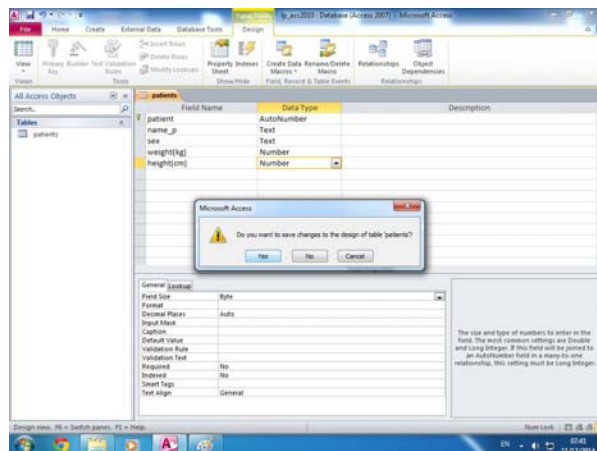 Table Tools
lp_acc2010 : Database (Access 2007) - Microsoft Access
File Home Create External Data Database Tools Design
View
Primary Key
Builder
Test Validation Rules
Insert Rows
Delete Rows
Modify Lookups
Property Sheet
Indexes
Create Data Macros
Rename/Delete Macro
Relationships
Object Dependencies
Views Tools Show/Hide Field, Record & Table Events Relationships
All Access Objects
Search..
Tables
patients
patients
Field Name Data Type Description
patient AutoNumber
name_p Text
sex Text
weight(kg) Number
height(cm) Number
Microsoft Access
Do you want to save changes to the design of table 'patients'?
Yes No Cancel
General Lookup
Field Size Byte
Format
Decimal Places Auto
Input Mask
Caption
Default Value
Validation Rule
Validation Text
Required No
Indexed No
Smart Tags
Text Align General
The size and type of numbers to enter in the
field. The most common settings are Double
and Long Integer. If this field will be joined to
an AutoNumber field in a many-to-one
relationship, this setting must be Long Integer.
Design view. F6 = Switch panes. F1 = Help.
Num Lock
EN
07:41